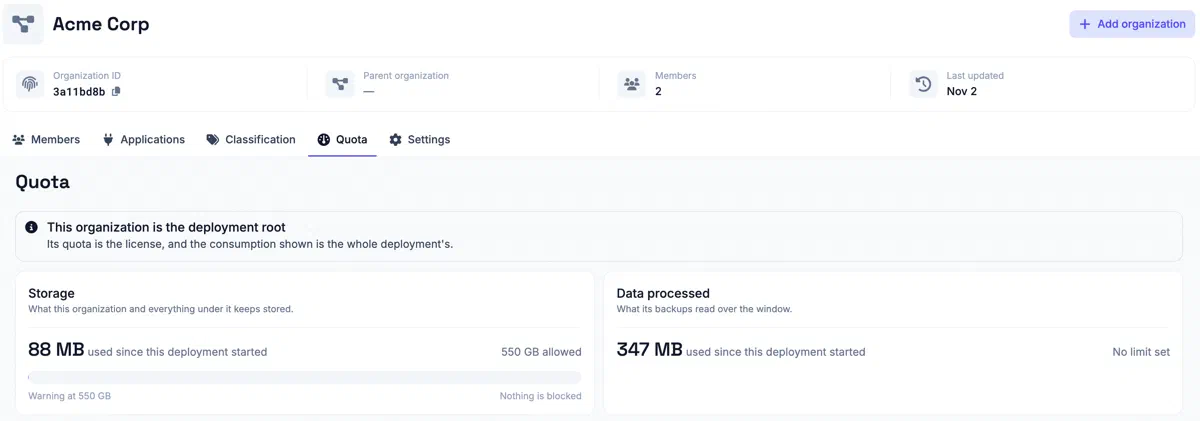 Acme Corp
Add organization
Organization ID
3a11bd8b
Parent organization
—
Members
2
Last updated
Nov 2
Members
Applications
Classification
Quota
Settings
Quota
This organization is the deployment root
Its quota is the license, and the consumption shown is the whole deployment's.
Storage
What this organization and everything under it keeps stored.
88 MB used since this deployment started
550 GB allowed
Warning at 550 GB
Nothing is blocked
Data processed
What its backups read over the window.
347 MB used since this deployment started
No limit set